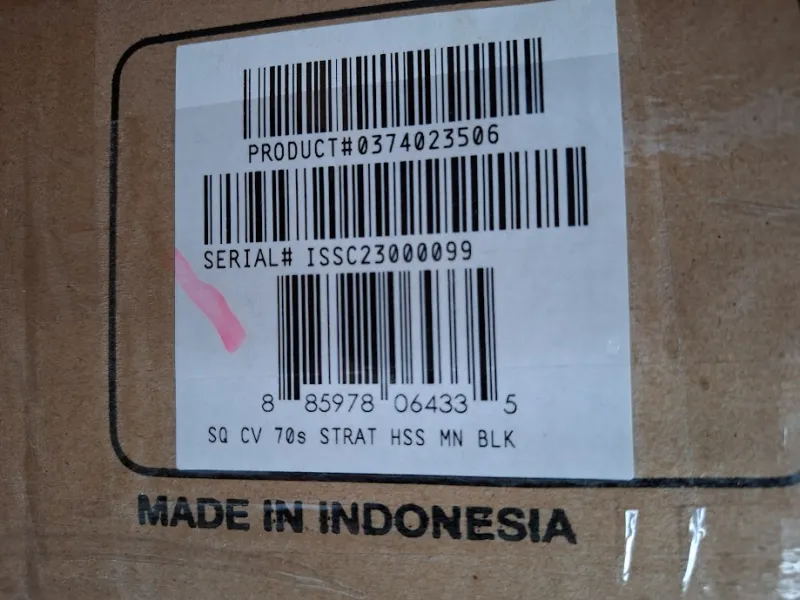 PRODUCT#0374023506
SERIAL# ISSC23000099
8 85978 06433 5
SQ CV 70s STRAT HSS MN BLK
MADE IN INDONESIA